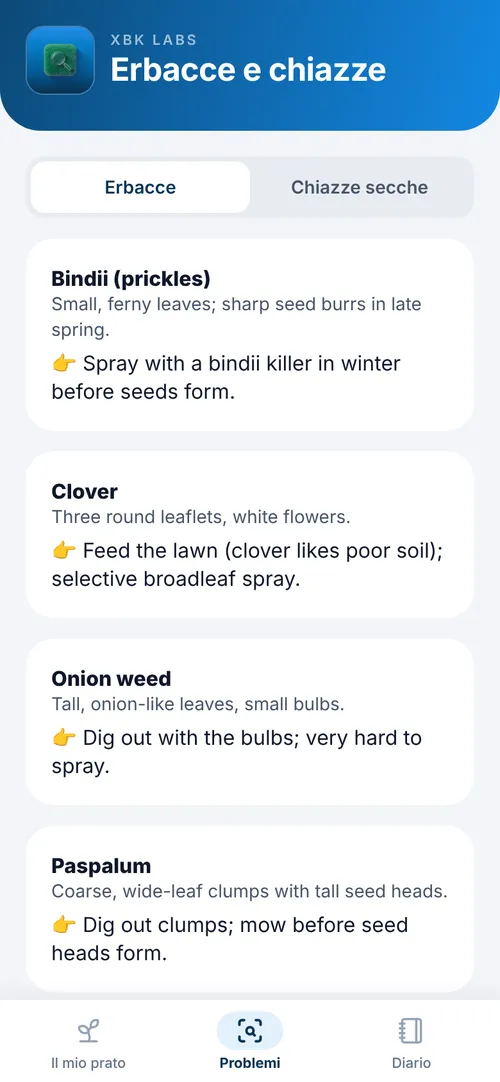 XBK LABS
Erbacce e chiazze
Erbacce
Chiazze secche
Bindii (prickles)
Small, ferny leaves; sharp seed burrs in late
spring.
👉 Spray with a bindii killer in winter
before seeds form.
Clover
Three round leaflets, white flowers.
👉 Feed the lawn (clover likes poor soil);
selective broadleaf spray.
Onion weed
Tall, onion-like leaves, small bulbs.
👉 Dig out with the bulbs; very hard to
spray.
Paspalum
Coarse, wide-leaf clumps with tall seed heads.
👉 Dig out clumps; mow before seed
heads form.
Il mio prato
Problemi
Diario